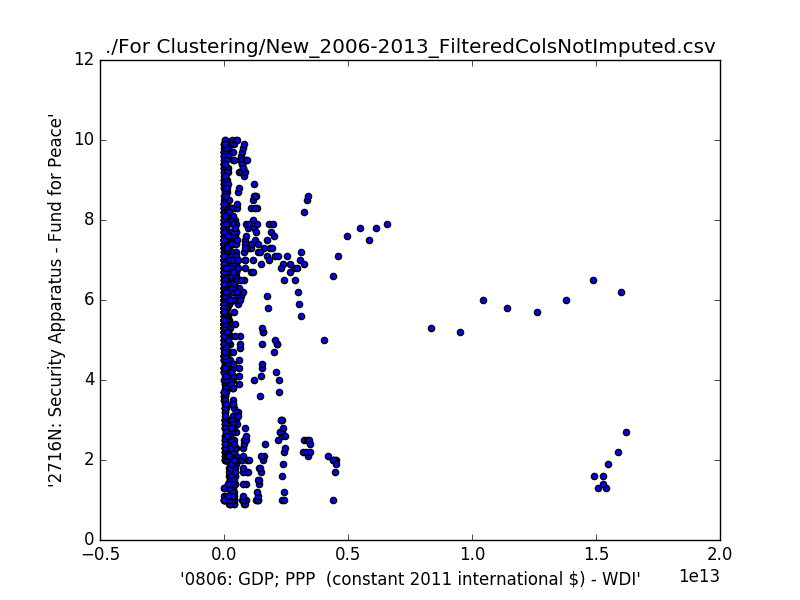 ./For Clustering/New_2006-2013_FilteredColsNotImputed.csv
12
10
8
6
4
2
0
'2716N: Security Apparatus - Fund for Peace'
−0.5 0.0 0.5 1.0 1.5 2.0
1e13
'0806: GDP; PPP  (constant 2011 international $) - WDI'